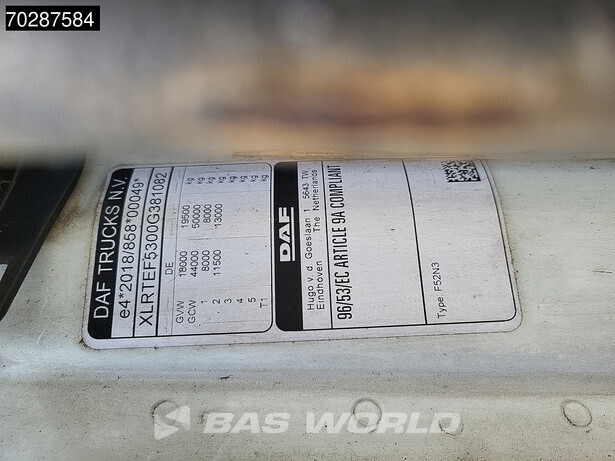 70287584
DAF TRUCKS N.V.
e4*2018/858*00049*
XLRTEF5300G381082
DE
GVW 18000 19500 kg
GCW 44000 50000 kg
1 8000 8000 kg
2 11500 13000 kg
3 kg
4 kg
5 kg
T1 kg
DAF
Hugo v. d Goeslaan 1 5643 TW,
Eindhoven The Netherlands
96/53/EC ARTICLE 9A COMPLIANT
Type: F52N3
BAS WORLD